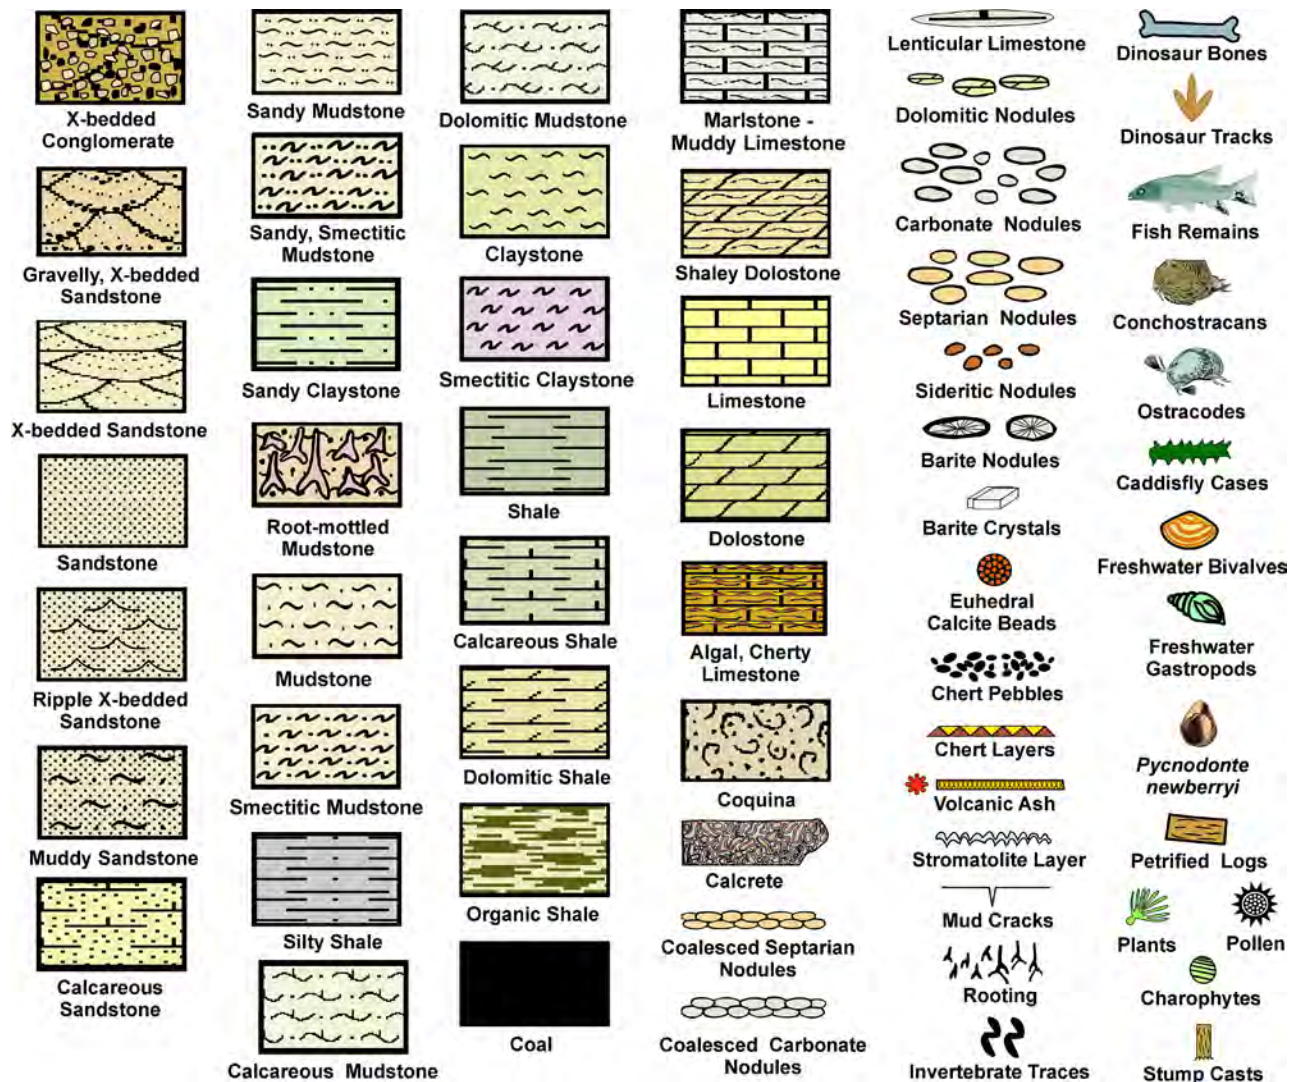 X-bedded
Conglomerate
Gravelly, X-bedded
Sandstone
X-bedded Sandstone
Sandstone
Ripple X-bedded
Sandstone
Muddy Sandstone
Calcareous
Sandstone
Sandy Mudstone
Sandy, Smectitic
Mudstone
Sandy Claystone
Root-mottled
Mudstone
Mudstone
Smectitic Mudstone
Silty Shale
Calcareous Mudstone
Dolomitic Mudstone
Claystone
Smectitic Claystone
Shale
Calcareous Shale
Dolomitic Shale
Organic Shale
Coal
Marlstone -
Muddy Limestone
Shaley Dolostone
Limestone
Dolostone
Algal, Cherty
Limestone
Coquina
Calcrete
Coalesced Septarian
Nodules
Coalesced Carbonate
Nodules
Lenticular Limestone
Dolomitic Nodules
Carbonate Nodules
Septarian Nodules
Sideritic Nodules
Barite Nodules
Barite Crystals
Euhedral
Calcite Beads
Chert Pebbles
Chert Layers
Volcanic Ash
Stromatolite Layer
Mud Cracks
Rooting
Invertebrate Traces
Dinosaur Bones
Dinosaur Tracks
Fish Remains
Conchostracans
Ostracodes
Caddisfly Cases
Freshwater Bivalves
Freshwater
Gastropods
Pycnodonte
newberryi
Petrified Logs
Plants
Pollen
Charophytes
Stump Casts